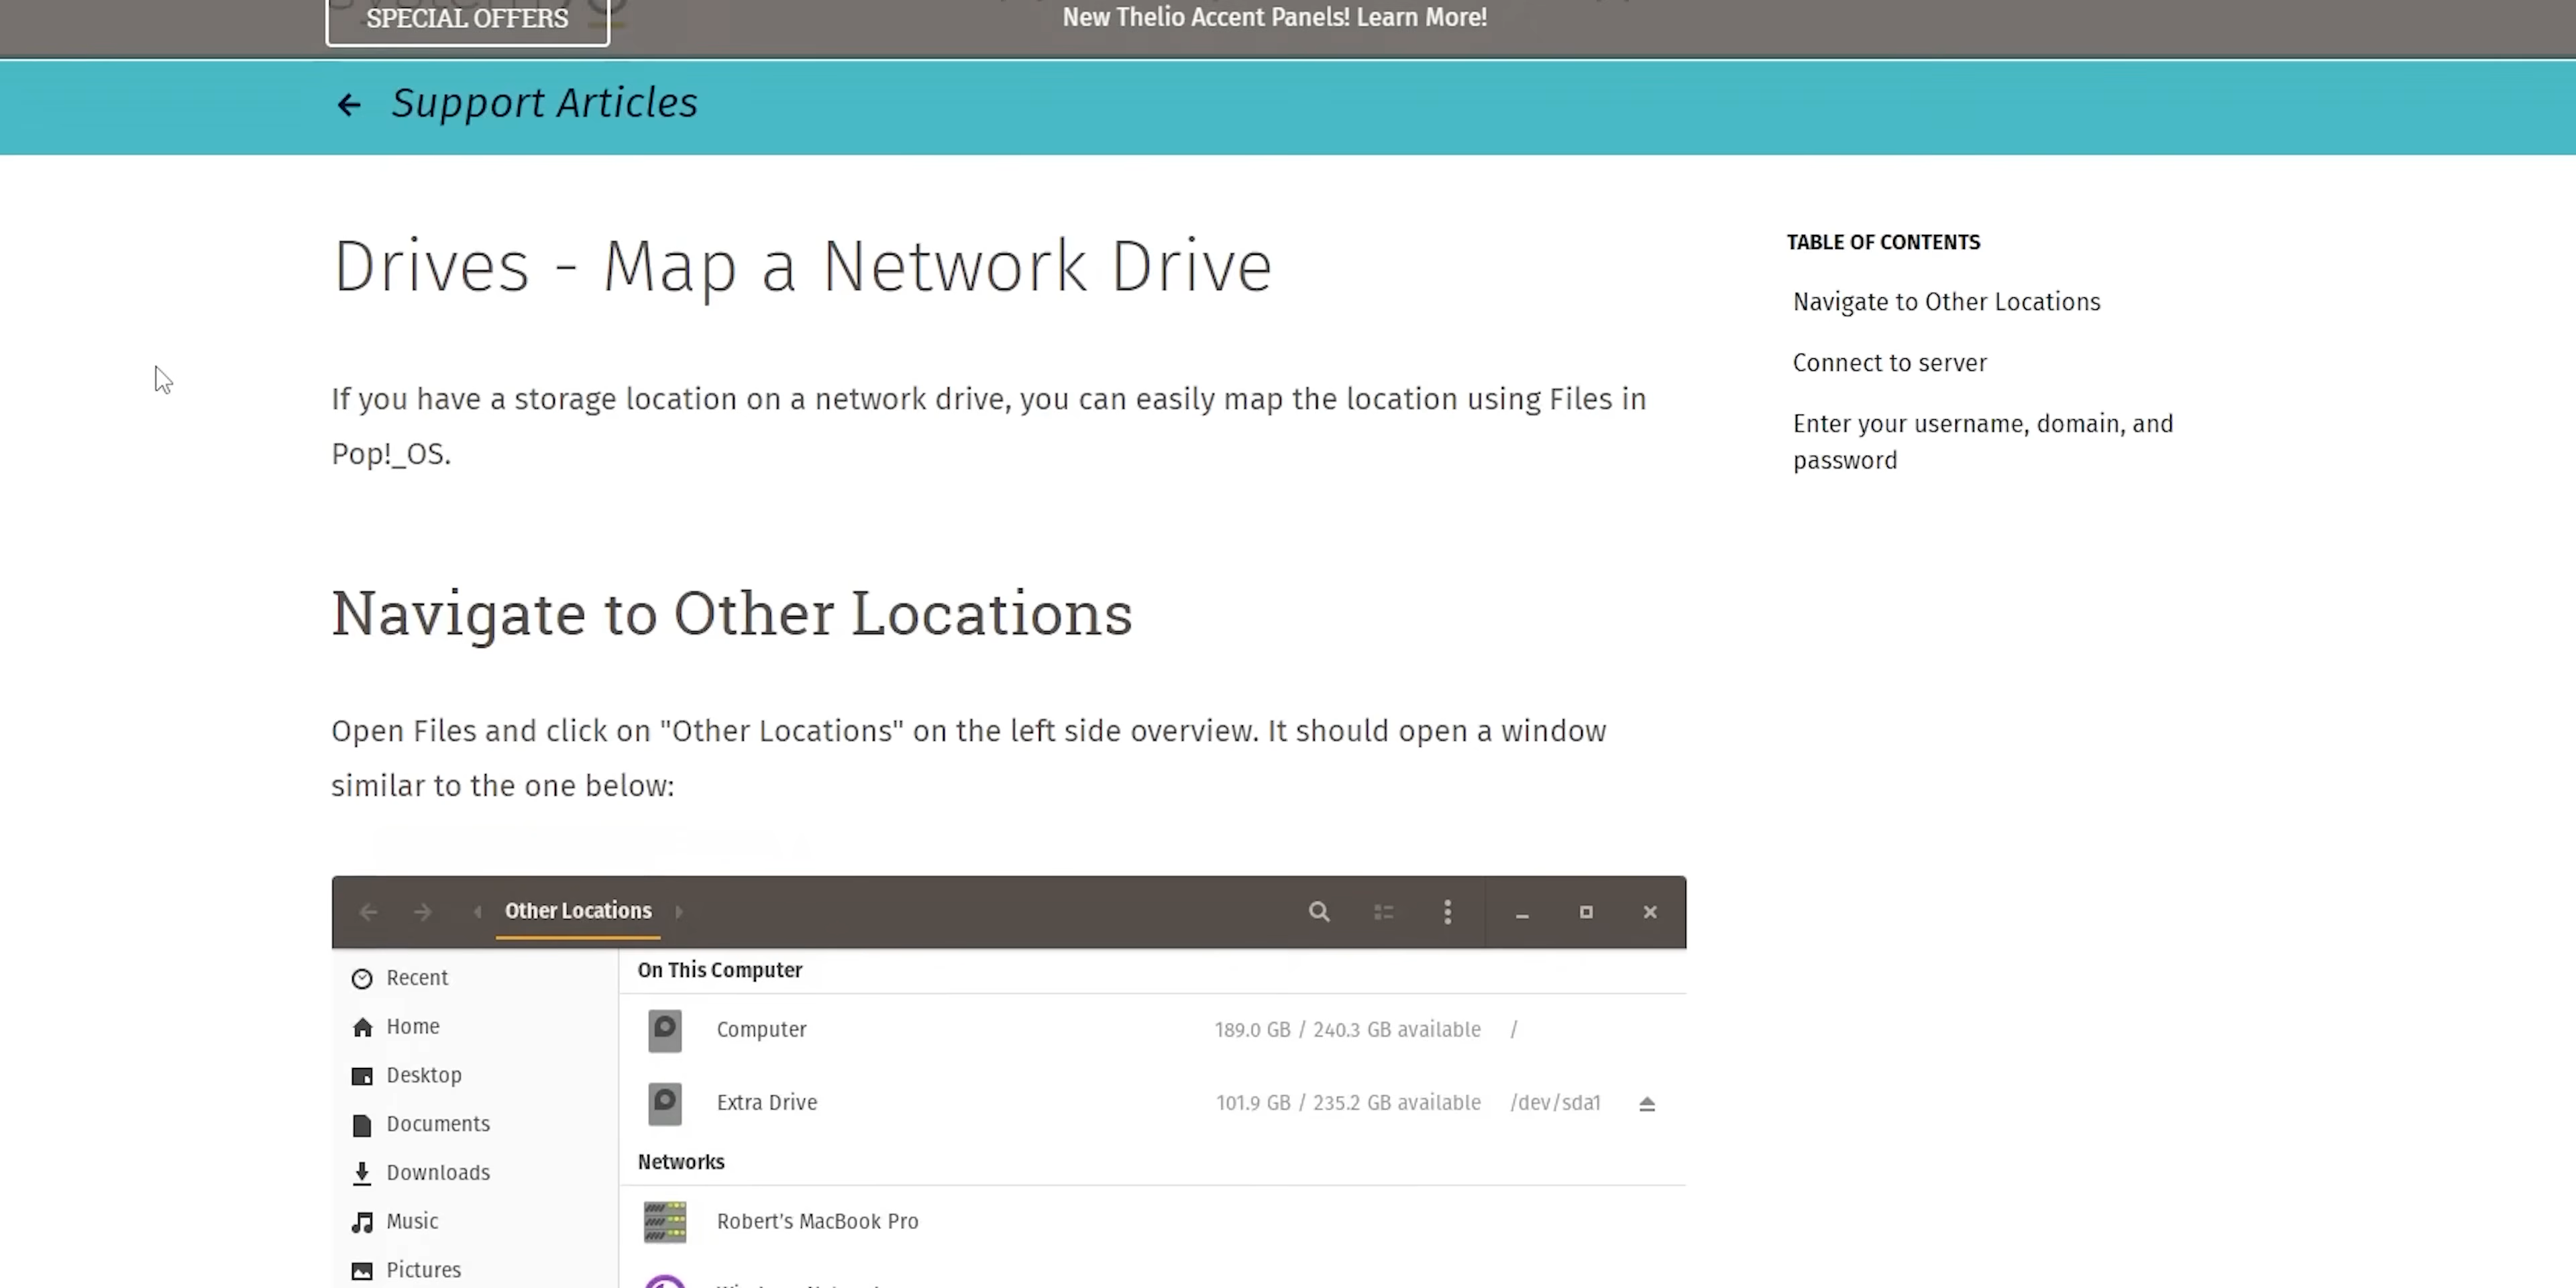 SPECIAL OFFERS
New Thelio Accent Panels! Learn More!
← Support Articles
Drives - Map a Network Drive
If you have a storage location on a network drive, you can easily map the location using Files in
Pop!_OS.
Navigate to Other Locations
Open Files and click on "Other Locations" on the left side overview. It should open a window
similar to the one below:
Other Locations
Recent
Home
Desktop
Documents
Downloads
Music
Pictures
On This Computer
Computer 189.0 GB / 240.3 GB available /
Extra Drive 101.9 GB / 235.2 GB available /dev/sda1
Networks
Robert's MacBook Pro
TABLE OF CONTENTS
Navigate to Other Locations
Connect to server
Enter your username, domain, and
password